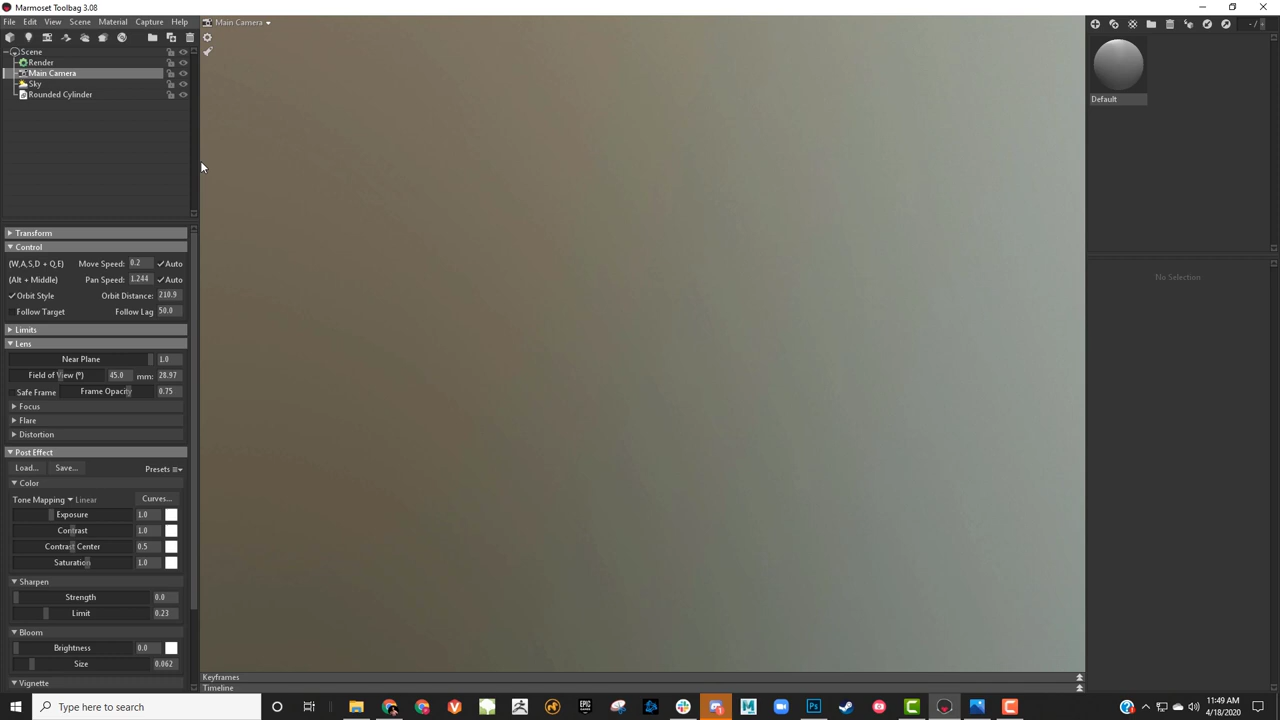 Marmoset Toolbag 3.08
File Edit View Scene Material Capture Help
Main Camera
- /
Scene
Render
Main Camera
Sky
Rounded Cylinder
Default
Transform
Control
(W,A,S,D + Q,E) Move Speed: 0.2 Auto
(Alt + Middle) Pan Speed: 1.244 Auto
Orbit Style Orbit Distance: 210.9
Follow Target Follow Lag 50.0
No Selection
Limits
Lens
Near Plane 1.0
Field of View (º) 45.0 mm: 28.97
Safe Frame Frame Opacity 0.75
Focus
Flare
Distortion
Post Effect
Load... Save... Presets
Color
Tone Mapping Linear Curves...
Exposure 1.0
Contrast 1.0
Contrast Center 0.5
Saturation 1.0
Sharpen
Strength 0.0
Limit 0.23
Bloom
Brightness 0.0
Size 0.062
Vignette
Keyframes
Timeline
Type here to search
11:49 AM
4/18/2020